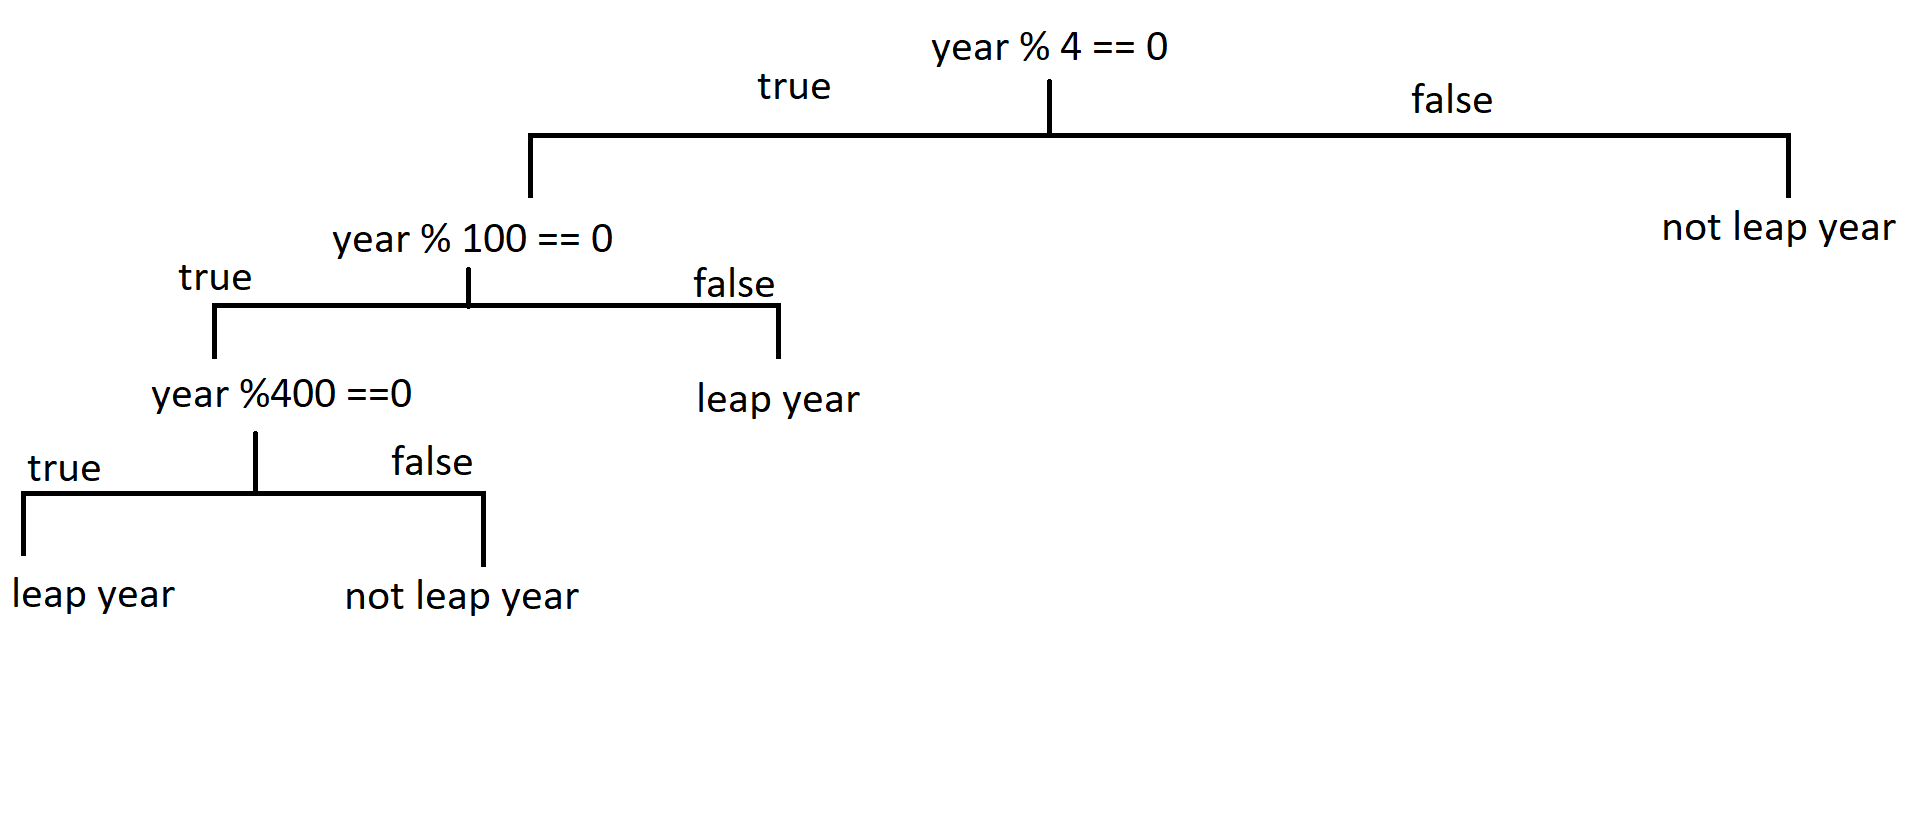 year % 4 == 0
true
false
year % 100 == 0
not leap year
true
false
year %400 ==0
leap year
true
false
leap year
not leap year